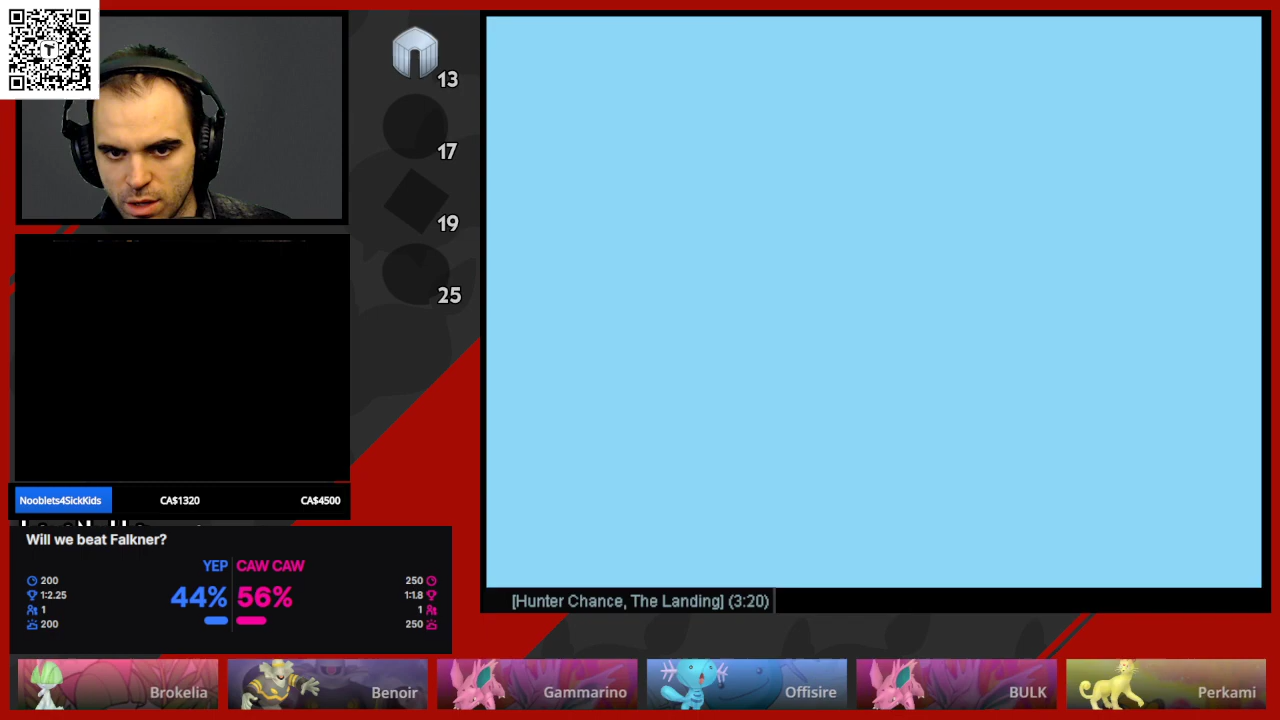 13
17
19
25
Nooblets4SickKids CA$1320 CA$4500
Will we beat Falkner?
YEP CAW CAW
200 250
1:2.25 44% 56% 1:1.8
1 1
200 250
[Hunter Chance, The Landing] (3:20)
Brokelia Benoir Gammarino Offisire BULK Perkami